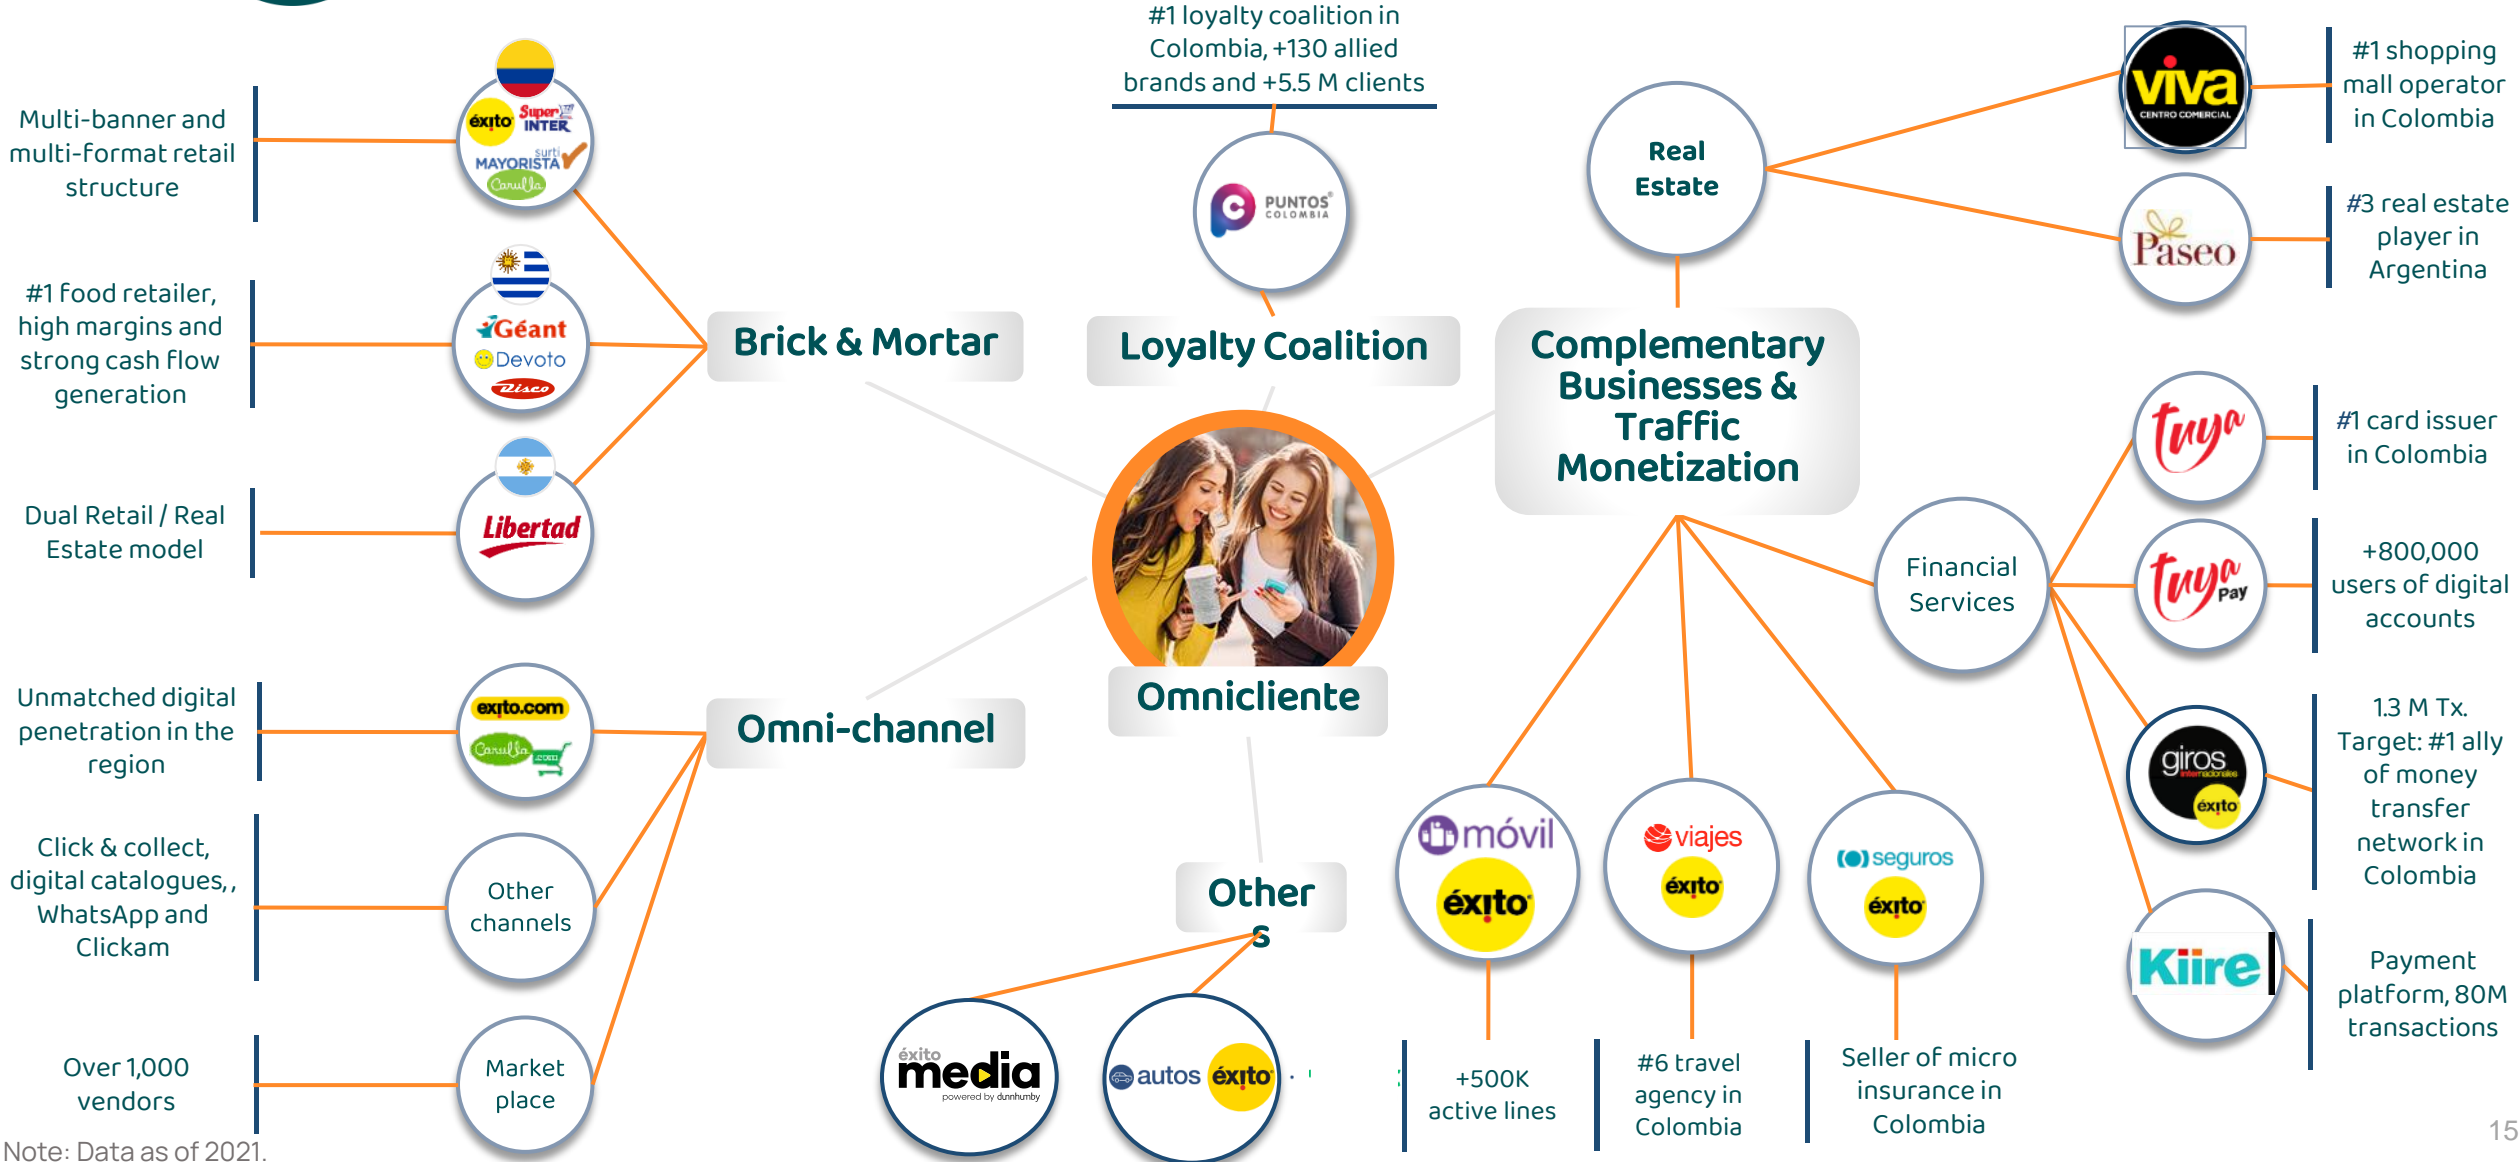 #1 loyalty coalition in
Colombia, +130 allied
brands and +5.5 M clients
Multi-banner and
multi-format retail
structure
éxito
Super
INTER
surti
MAYORISTA
Carulla
#1 food retailer,
high margins and
strong cash flow
generation
Géant
Devoto
Disco
Dual Retail / Real
Estate model
Libertad
Brick & Mortar
PUNTOS
COLOMBIA
Loyalty Coalition
Real
Estate
viva
CENTRO COMERCIAL
#1 shopping
mall operator
in Colombia
Paseo
#3 real estate
player in
Argentina
Complementary
Businesses &
Traffic
Monetization
Financial
Services
tuya
#1 card issuer
in Colombia
tuya
Pay
+800,000
users of digital
accounts
giros
internacionales
éxito
1.3 M Tx.
Target: #1 ally
of money
transfer
network in
Colombia
Kiire
Payment
platform, 80M
transactions
Omnicliente
Omni-channel
Unmatched digital
penetration in the
region
exito.com
Carulla
.com
Click & collect,
digital catalogues, ,
WhatsApp and
Clickam
Other
channels
Over 1,000
vendors
Market
place
Other
s
éxito
media
powered by dunnhumby
autos éxito
móvil
éxito
+500K
active lines
viajes
éxito
#6 travel
agency in
Colombia
seguros
éxito
Seller of micro
insurance in
Colombia
Note: Data as of 2021.
15